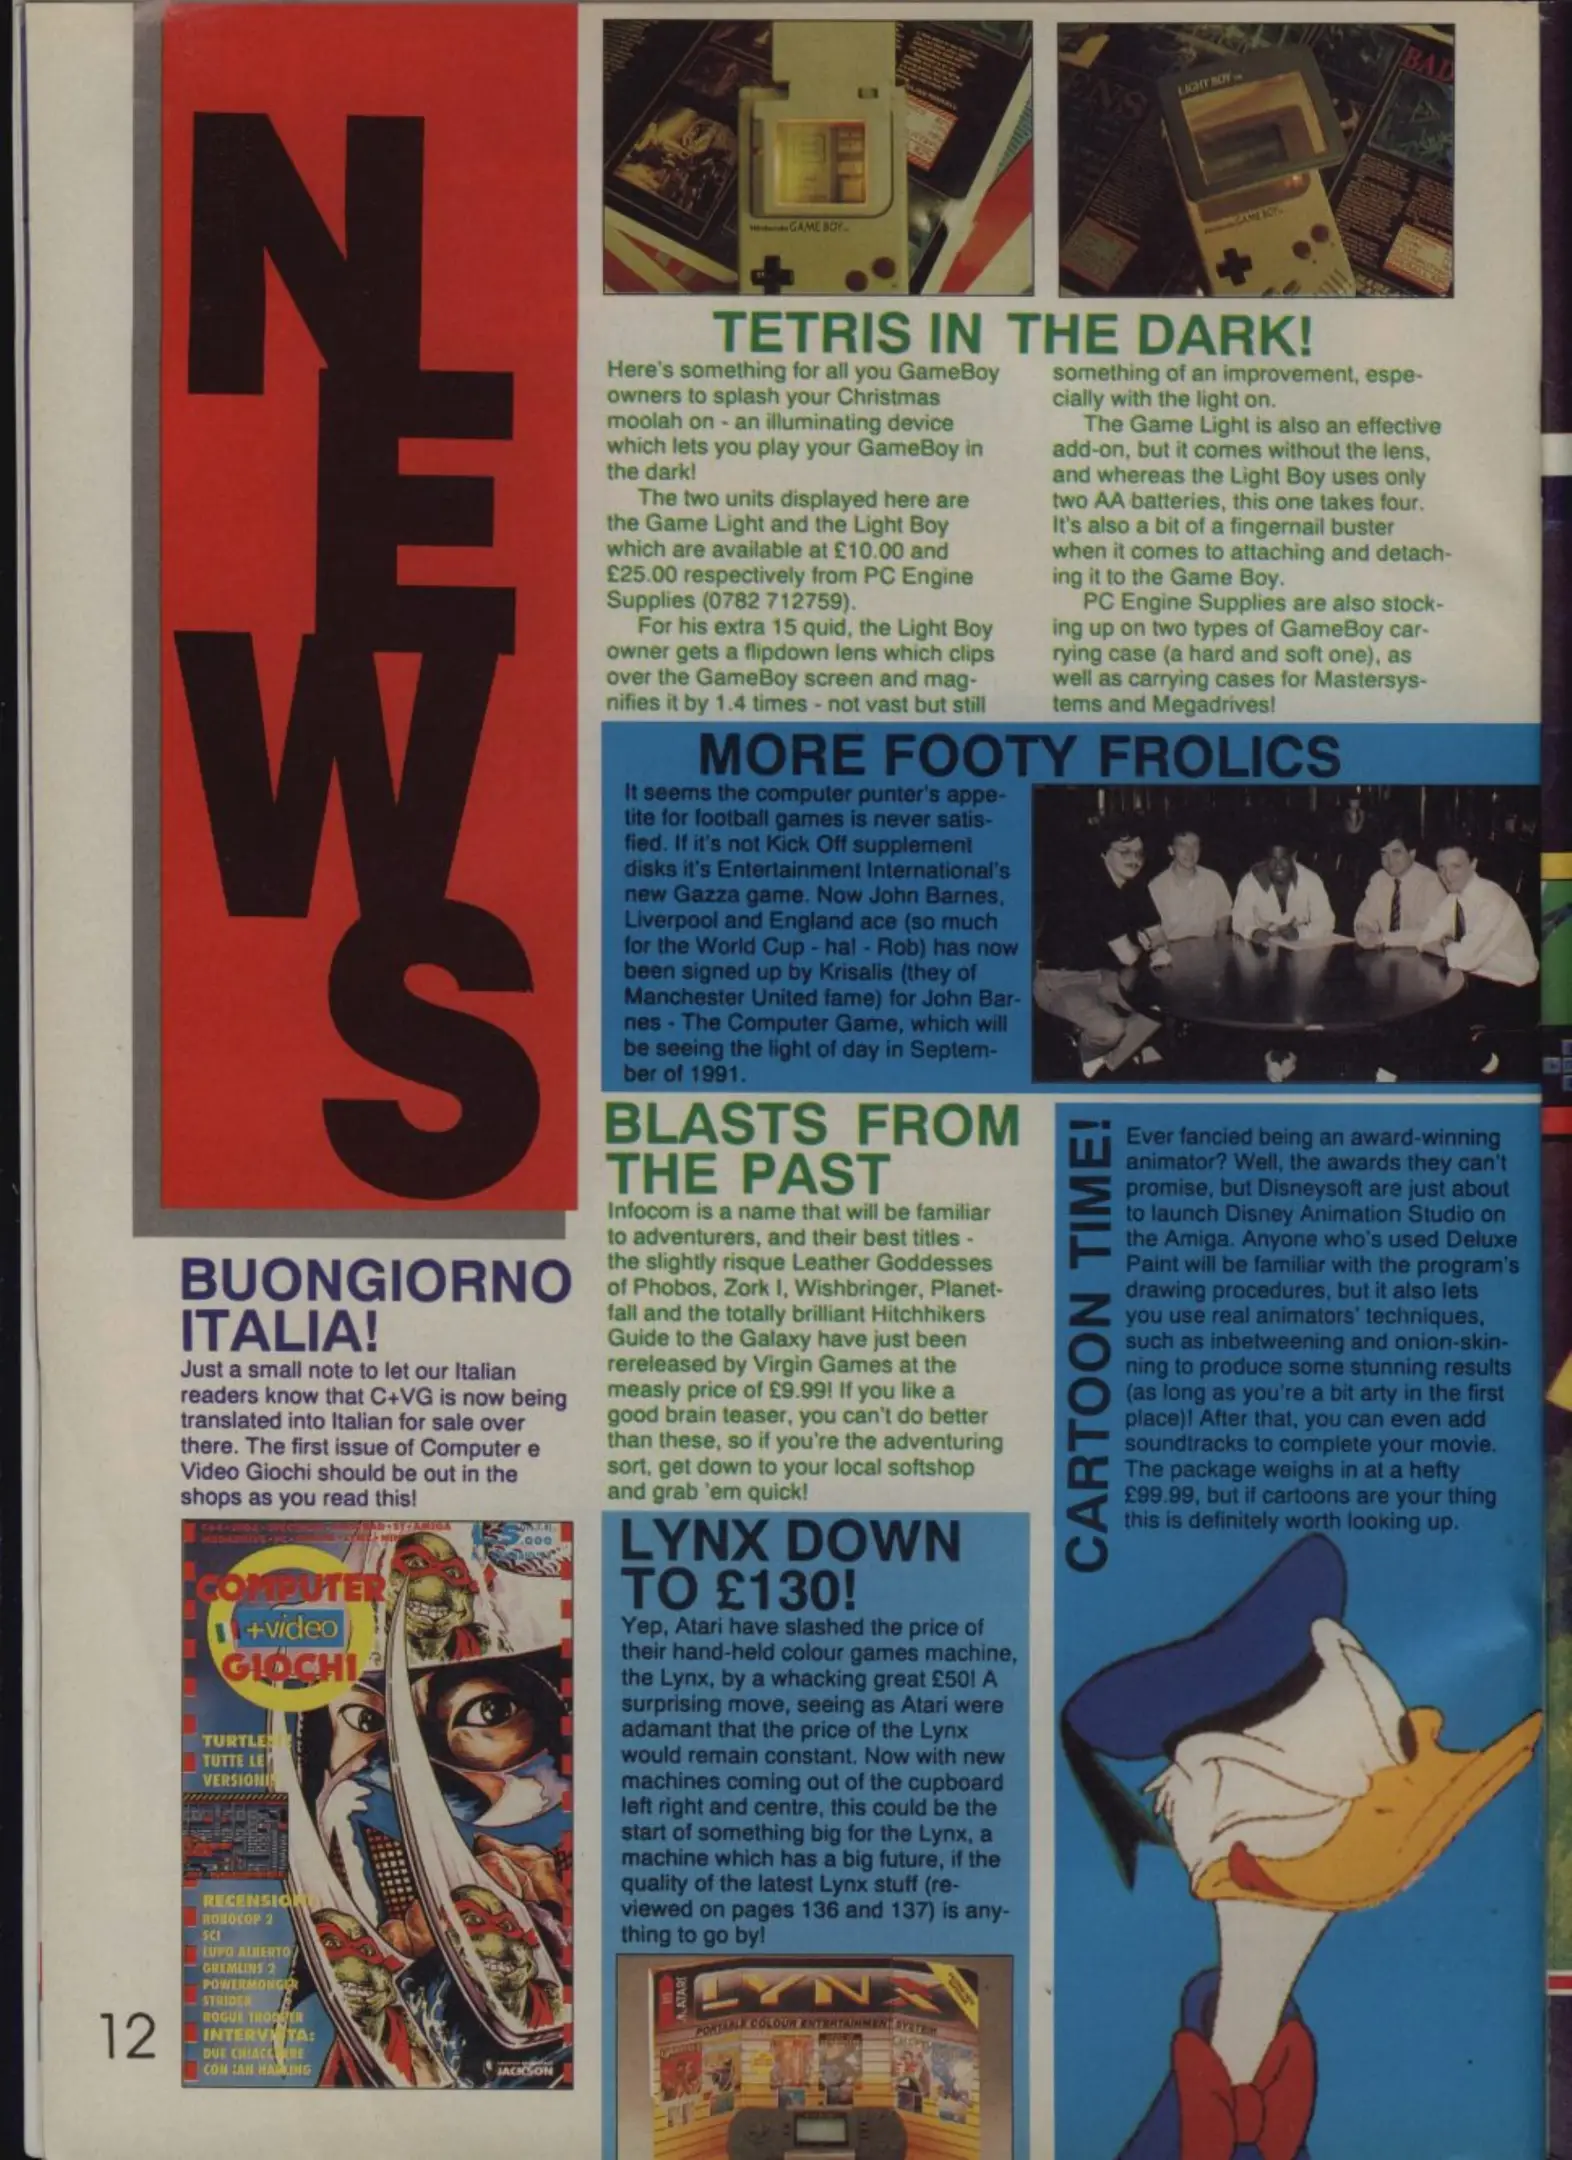 NEWS
Nintendo GAME BOY
LIGHT BOY
GAME BOY
BAD
TETRIS IN THE DARK!
Here's something for all you GameBoy
owners to splash your Christmas
moolah on - an illuminating device
which lets you play your GameBoy in
the dark!
The two units displayed here are
the Game Light and the Light Boy
which are available at £10.00 and
£25.00 respectively from PC Engine
Supplies (0782 712759).
For his extra 15 quid, the Light Boy
owner gets a flipdown lens which clips
over the GameBoy screen and mag-
nifies it by 1.4 times - not vast but still
something of an improvement, espe-
cially with the light on.
The Game Light is also an effective
add-on, but it comes without the lens,
and whereas the Light Boy uses only
two AA batteries, this one takes four.
It's also a bit of a fingernail buster
when it comes to attaching and detach-
ing it to the Game Boy.
PC Engine Supplies are also stock-
ing up on two types of GameBoy car-
rying case (a hard and soft one), as
well as carrying cases for Mastersys-
tems and Megadrives!
MORE FOOTY FROLICS
It seems the computer punter's appe-
tite for football games is never satis-
fied. If it's not Kick Off supplement
disks it's Entertainment International's
new Gazza game. Now John Barnes,
Liverpool and England ace (so much
for the World Cup - ha! - Rob) has now
been signed up by Krisalis (they of
Manchester United fame) for John Bar-
nes - The Computer Game, which will
be seeing the light of day in Septem-
ber of 1991.
BLASTS FROM
THE PAST
Infocom is a name that will be familiar
to adventurers, and their best titles -
the slightly risque Leather Goddesses
of Phobos, Zork I, Wishbringer, Planet-
fall and the totally brilliant Hitchhikers
Guide to the Galaxy have just been
rereleased by Virgin Games at the
measly price of £9.99! If you like a
good brain teaser, you can't do better
than these, so if you're the adventuring
sort, get down to your local softshop
and grab 'em quick!
CARTOON TIME!
Ever fancied being an award-winning
animator? Well, the awards they can't
promise, but Disneysoft are just about
to launch Disney Animation Studio on
the Amiga. Anyone who's used Deluxe
Paint will be familiar with the program's
drawing procedures, but it also lets
you use real animators' techniques,
such as inbetweening and onion-skin-
ning to produce some stunning results
(as long as you're a bit arty in the first
place)! After that, you can even add
soundtracks to complete your movie.
The package weighs in at a hefty
£99.99, but if cartoons are your thing
this is definitely worth looking up.
BUONGIORNO
ITALIA!
Just a small note to let our Italian
readers know that C+VG is now being
translated into Italian for sale over
there. The first issue of Computer e
Video Giochi should be out in the
shops as you read this!
COMPUTER
+video
GIOCHI
TURTLES!
TUTTE LE
VERSIONI
RECENSIONI
ROBOCOP 2
SCI
LUPO ALBERTO
GREMLINS 2
POWERMONGER
STRIDER
ROGUE TROOPER
INTERVISTA:
DUE CHIACCHERE
CON IAN HARLING
JACKSON
LYNX DOWN
TO £130!
Yep, Atari have slashed the price of
their hand-held colour games machine,
the Lynx, by a whacking great £50! A
surprising move, seeing as Atari were
adamant that the price of the Lynx
would remain constant. Now with new
machines coming out of the cupboard
left right and centre, this could be the
start of something big for the Lynx, a
machine which has a big future, if the
quality of the latest Lynx stuff (re-
viewed on pages 136 and 137) is any-
thing to go by!
ATARI
LYNX
PORTABLE COLOUR ENTERTAINMENT SYSTEM
12